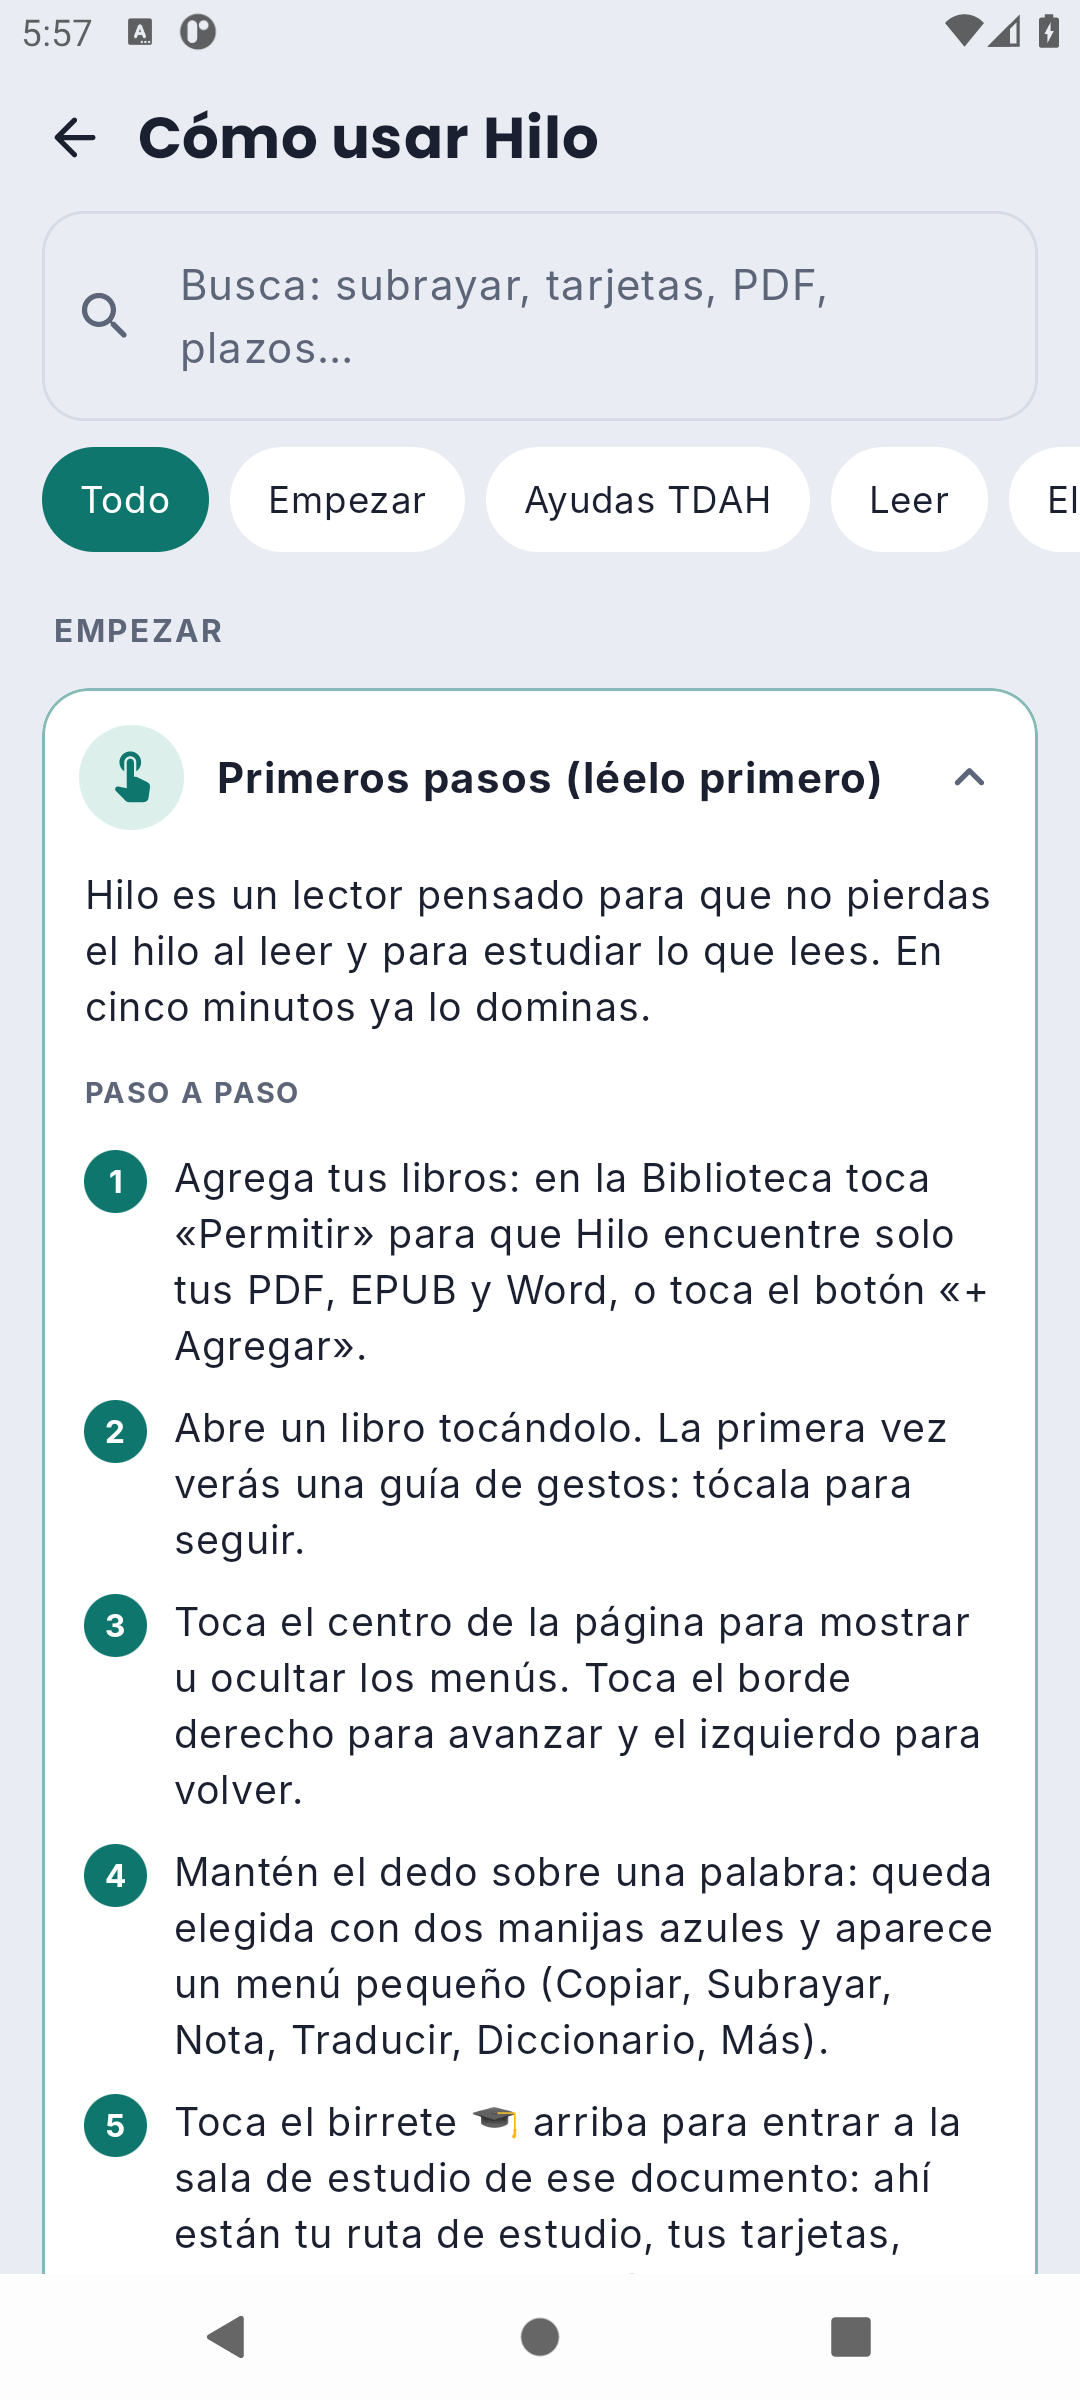 5:57
Cómo usar Hilo
Busca: subrayar, tarjetas, PDF,
plazos...
Todo
Empezar
Ayudas TDAH
Leer
El
EMPEZAR
Primeros pasos (léelo primero)
Hilo es un lector pensado para que no pierdas
el hilo al leer y para estudiar lo que lees. En
cinco minutos ya lo dominas.
PASO A PASO
1 Agrega tus libros: en la Biblioteca toca
«Permitir» para que Hilo encuentre solo
tus PDF, EPUB y Word, o toca el botón «+
Agregar».
2 Abre un libro tocándolo. La primera vez
verás una guía de gestos: tócala para
seguir.
3 Toca el centro de la página para mostrar
u ocultar los menús. Toca el borde
derecho para avanzar y el izquierdo para
volver.
4 Mantén el dedo sobre una palabra: queda
elegida con dos manijas azules y aparece
un menú pequeño (Copiar, Subrayar,
Nota, Traducir, Diccionario, Más).
5 Toca el birrete 🎓 arriba para entrar a la
sala de estudio de ese documento: ahí
están tu ruta de estudio, tus tarjetas,